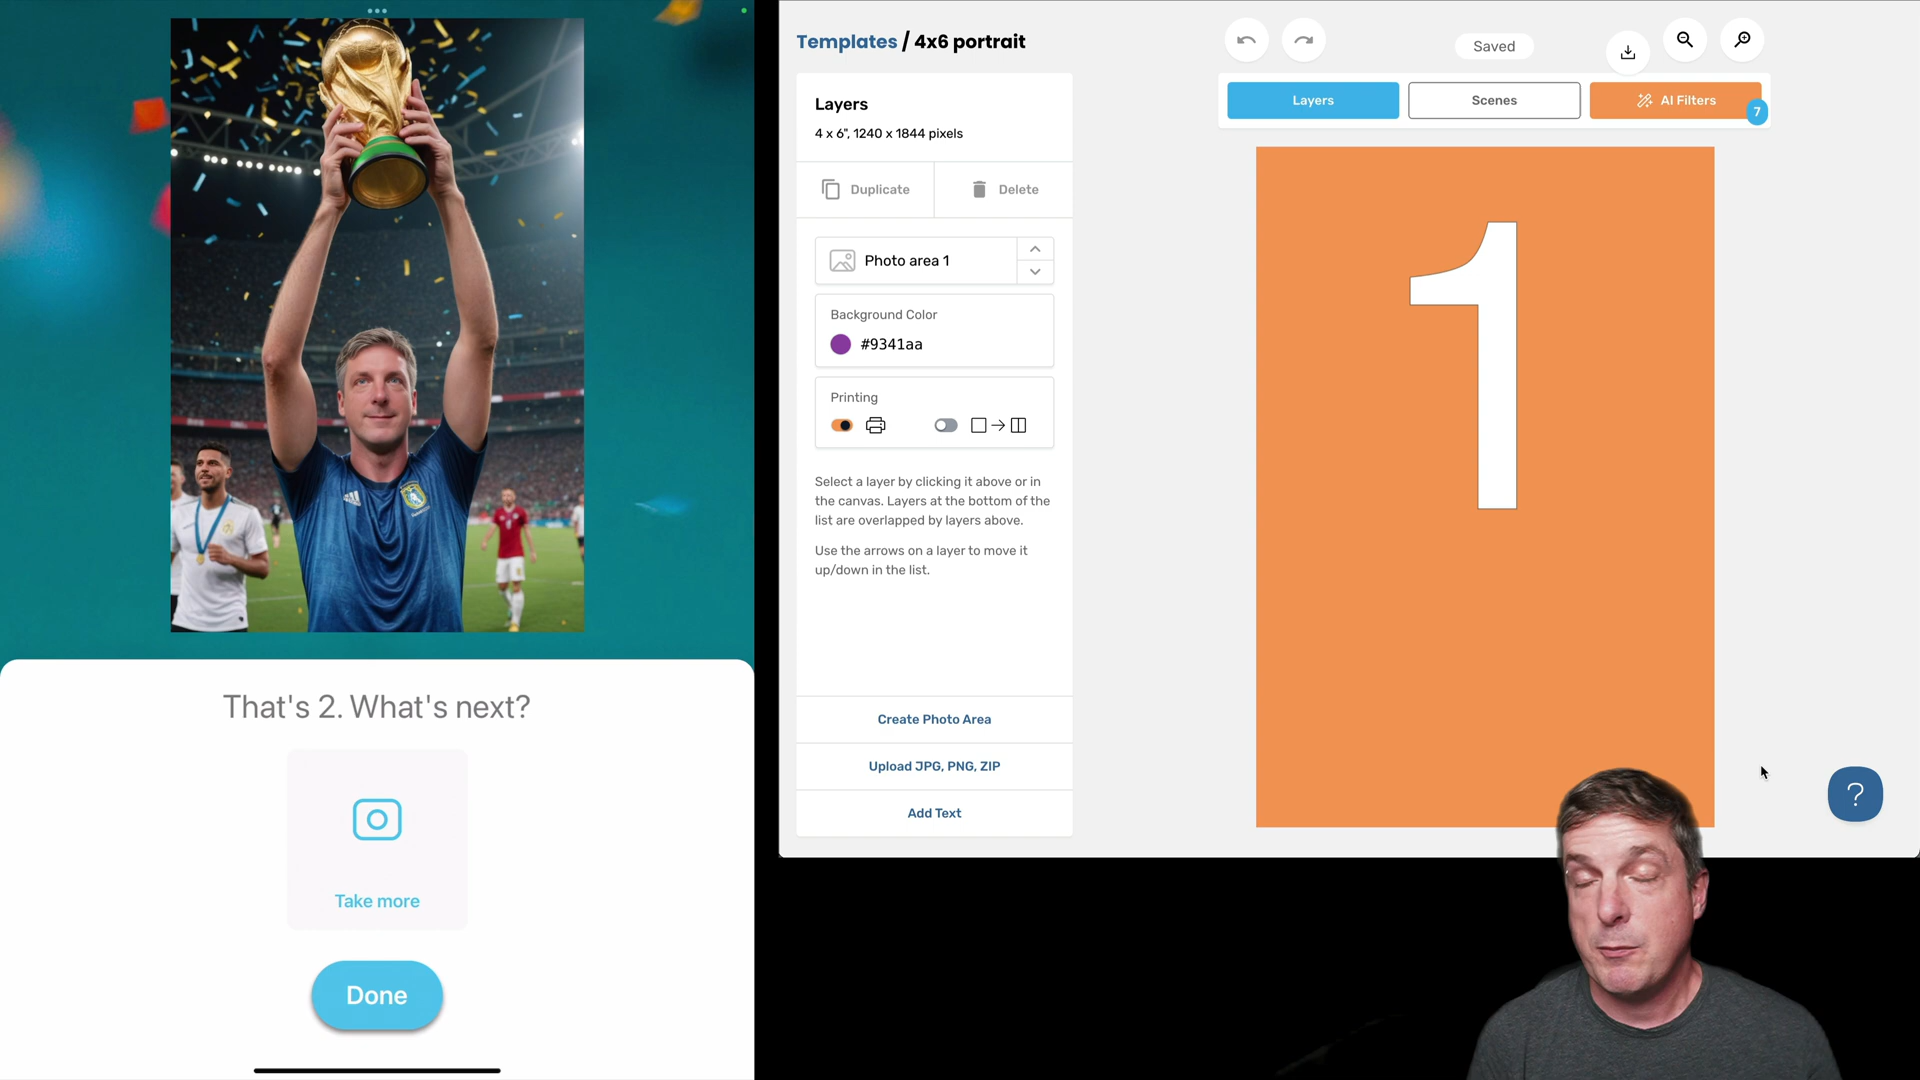 That's 2. What's next?
Take more
Done
Templates / 4x6 portrait
Saved
Layers
Scenes
AI Filters
7
Layers
4 x 6", 1240 x 1844 pixels
Duplicate
Delete
Photo area 1
Background Color
#9341aa
Printing
Select a layer by clicking it above or in
the canvas. Layers at the bottom of the
list are overlapped by layers above.
Use the arrows on a layer to move it
up/down in the list.
Create Photo Area
Upload JPG, PNG, ZIP
Add Text
1
?